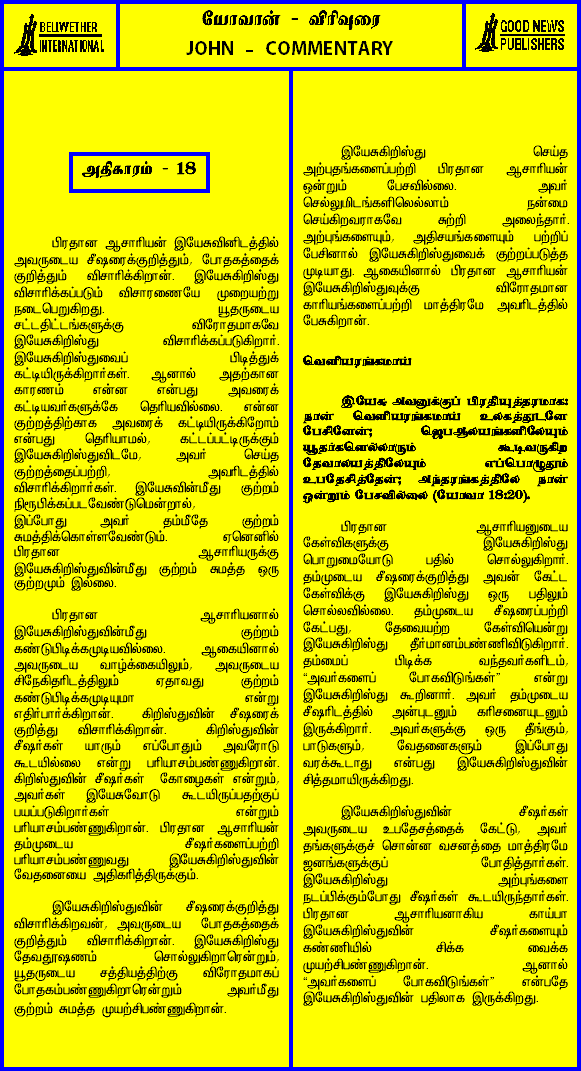 BELLWETHER
INTERNATIONAL
யோவான் - விரிவுரை
JOHN - COMMENTARY
GOOD NEWS
PUBLISHERS
அதிகாரம் - 18
பிரதான ஆசாரியன் இயேசுவினிடத்தில்
அவருடைய சீஷரைக்குறித்தும், போதகத்தைக்
குறித்தும் விசாரிக்கிறான். இயேசுகிறிஸ்து
விசாரிக்கப்படும் விசாரணையே முறையற்று
நடைபெறுகிறது. யூதருடைய
சட்டதிட்டங்களுக்கு விரோதமாகவே
இயேசுகிறிஸ்து விசாரிக்கப்படுகிறார்.
இயேசுகிறிஸ்துவைப் பிடித்துக்
கட்டியிருக்கிறார்கள். ஆனால் அதற்கான
காரணம் என்ன என்பது அவரைக்
கட்டியவர்களுக்கே தெரியவில்லை. என்ன
குற்றத்திற்காக அவரைக் கட்டியிருக்கிறோம்
என்பது தெரியாமல், கட்டப்பட்டிருக்கும்
இயேசுகிறிஸ்துவிடமே, அவர் செய்த
குற்றத்தைப்பற்றி, அவரிடத்தில்
விசாரிக்கிறார்கள். இயேசுவின்மீது குற்றம்
நிரூபிக்கப்படவேண்டுமென்றால்,
இப்போது அவர் தம்மீதே குற்றம்
சுமத்திக்கொள்ளவேண்டும். ஏனெனில்
பிரதான ஆசாரியருக்கு
இயேசுகிறிஸ்துவின்மீது குற்றம் சுமத்த ஒரு
குற்றமும் இல்லை.
பிரதான ஆசாரியனால்
இயேசுகிறிஸ்துவின்மீது குற்றம்
கண்டுபிடிக்கமுடியவில்லை. ஆகையினால்
அவருடைய வாழ்க்கையிலும், அவருடைய
சிநேகிதரிடத்திலும் ஏதாவது குற்றம்
கண்டுபிடிக்கமுடியுமா என்று
எதிர்பார்க்கிறான். கிறிஸ்துவின் சீஷரைக்
குறித்து விசாரிக்கிறான். கிறிஸ்துவின்
சீஷர்கள் யாரும் எப்போதும் அவரோடு
கூடயில்லை என்று பரியாசம்பண்ணுகிறான்.
கிறிஸ்துவின் சீஷர்கள் கோழைகள் என்றும்,
அவர்கள் இயேசுவோடு கூடயிருப்பதற்குப்
பயப்படுகிறார்கள் என்றும்
பரியாசம்பண்ணுகிறான். பிரதான ஆசாரியன்
தம்முடைய சீஷர்களைப்பற்றி
பரியாசம்பண்ணுவது இயேசுகிறிஸ்துவின்
வேதனையை அதிகரித்திருக்கும்.
இயேசுகிறிஸ்துவின் சீஷரைக்குறித்து
விசாரிக்கிறவன், அவருடைய போதகத்தைக்
குறித்தும் விசாரிக்கிறான். இயேசுகிறிஸ்து
தேவதூஷணம் சொல்லுகிறாரென்றும்,
யூதருடைய சத்தியத்திற்கு விரோதமாகப்
போதகம்பண்ணுகிறாரென்றும் அவர்மீது
குற்றம் சுமத்த முயற்சிபண்ணுகிறான்.
இயேசுகிறிஸ்து செய்த
அற்புதங்களைப்பற்றி பிரதான ஆசாரியன்
ஒன்றும் பேசவில்லை. அவர்
செல்லுமிடங்களிலெல்லாம் நன்மை
செய்கிறவராகவே சுற்றி அலைந்தார்.
அற்புங்களையும், அதிசயங்களையும் பற்றிப்
பேசினால் இயேசுகிறிஸ்துவைக் குற்றப்படுத்த
முடியாது. ஆகையினால் பிரதான ஆசாரியன்
இயேசுகிறிஸ்துவுக்கு விரோதமான
காரியங்களைப்பற்றி மாத்திரமே அவரிடத்தில்
பேசுகிறான்.
வெளியரங்கமாய்
இயேசு அவனுக்குப் பிரதியுத்தரமாக:
நான் வெளியரங்கமாய் உலகத்துடனே
பேசினேன்; ஜெபஆலயங்களிலேயும்
யூதர்களெல்லாரும் கூடிவருகிற
தேவாலயத்திலேயும் எப்பொழுதும்
உபதேசித்தேன்; அந்தரங்கத்திலே நான்
ஒன்றும் பேசவில்லை (யோவா 18:20).
பிரதான ஆசாரியனுடைய
கேள்விகளுக்கு இயேசுகிறிஸ்து
பொறுமையோடு பதில் சொல்லுகிறார்.
தம்முடைய சீஷரைக்குறித்து அவன் கேட்ட
கேள்விக்கு இயேசுகிறிஸ்து ஒரு பதிலும்
சொல்லவில்லை. தம்முடைய சீஷரைப்பற்றி
கேட்பது, தேவையற்ற கேள்வியென்று
இயேசுகிறிஸ்து தீர்மானம்பண்ணிவிடுகிறார்.
தம்மைப் பிடிக்க வந்தவர்களிடம்,
“அவர்களைப் போகவிடுங்கள்” என்று
இயேசுகிறிஸ்து கூறினார். அவர் தம்முடைய
சீஷரிடத்தில் அன்புடனும் கரிசனையுடனும்
இருக்கிறார். அவர்களுக்கு ஒரு தீங்கும்,
பாடுகளும், வேதனைகளும் இப்போது
வரக்கூடாது என்பது இயேசுகிறிஸ்துவின்
சித்தமாயிருக்கிறது.
இயேசுகிறிஸ்துவின் சீஷர்கள்
அவருடைய உபதேசத்தைக் கேட்டு, அவர்
தங்களுக்குச் சொன்ன வசனத்தை மாத்திரமே
ஜனங்களுக்குப் போதித்தார்கள்.
இயேசுகிறிஸ்து அற்புங்களை
நடப்பிக்கும்போது சீஷர்கள் கூடயிருந்தார்கள்.
பிரதான ஆசாரியனாகிய காய்பா
இயேசுகிறிஸ்துவின் சீஷர்களையும்
கண்ணியில் சிக்க வைக்க
முயற்சிபண்ணுகிறான். ஆனால்
“அவர்களைப் போகவிடுங்கள்” என்பதே
இயேசுகிறிஸ்துவின் பதிலாக இருக்கிறது.